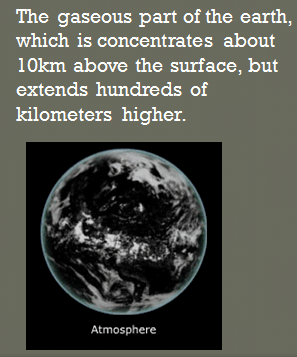 The gaseous part of the earth,
which is concentrates about
10km above the surface, but
extends hundreds of
kilometers higher.
Atmosphere